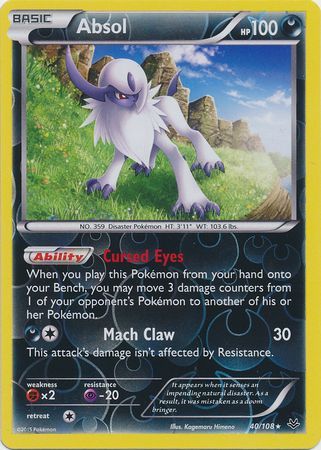 BASIC
Absol
HP100
NO. 359 Disaster Pokémon HT: 3'11" WT: 103.6 lbs.
Ability Cursed Eyes
When you play this Pokémon from your hand onto
your Bench, you may move 3 damage counters from
1 of your opponent's Pokémon to another of his or
her Pokémon.
Mach Claw 30
This attack's damage isn't affected by Resistance.
weakness
×2
resistance
-20
retreat
It appears when it senses an
impending natural disaster. As a
result, it was mistaken as a doom
bringer.
©2015 Pokémon
Illus. Kagemaru Himeno
40/108 ★